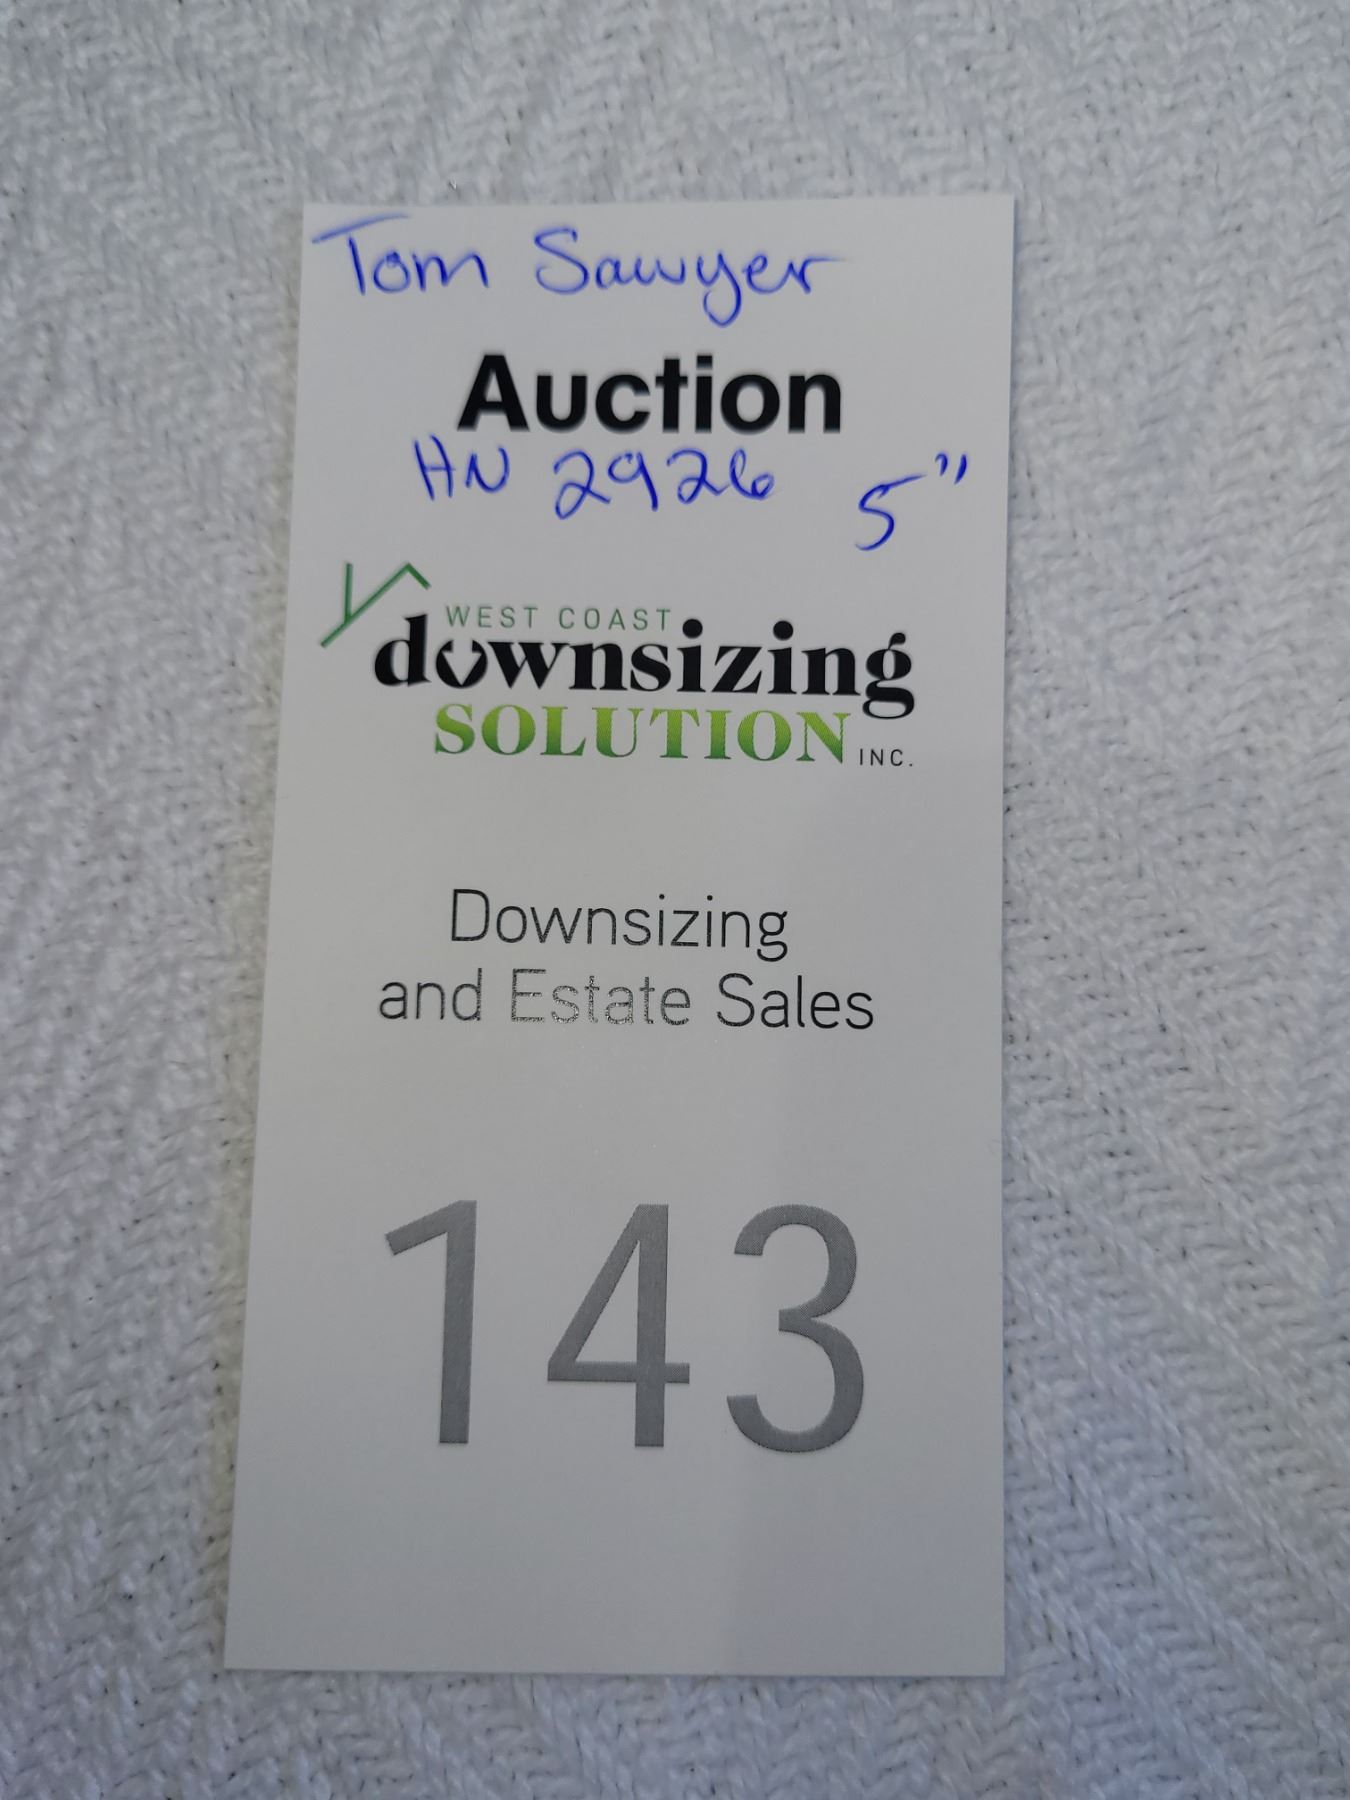 Tom Sawyer
Auction
HN 2926 5"
WEST COAST
downsizing
SOLUTION INC.
Downsizing
and Estate Sales
143